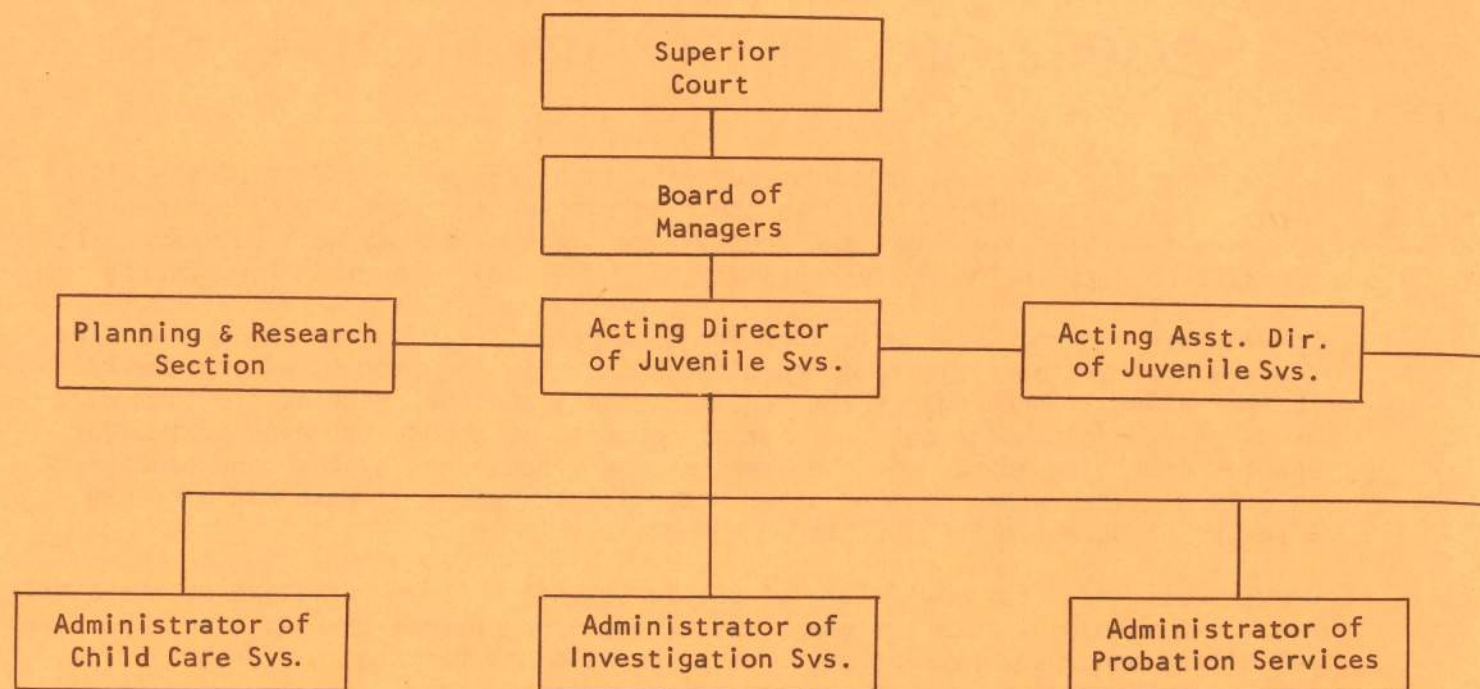 Superior
Court
Board of
Managers
Planning & Research
Section
Acting Director
of Juvenile Svs.
Acting Asst. Dir.
of Juvenile Svs.
Administrator of
Child Care Svs.
Administrator of
Investigation Svs.
Administrator of
Probation Services